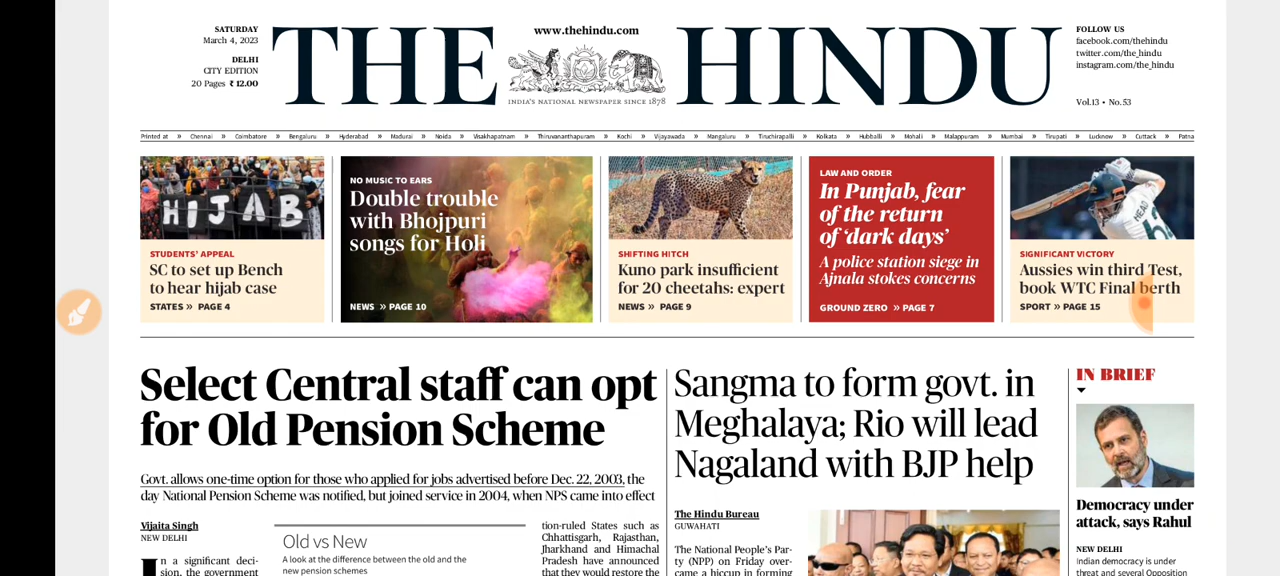 SATURDAY
March 4, 2023
DELHI
CITY EDITION
20 Pages ₹ 12.00
THE HINDU
www.thehindu.com
INDIA'S NATIONAL NEWSPAPER SINCE 1878
FOLLOW US
facebook.com/thehindu
twitter.com/the_hindu
instagram.com/the_hindu
Vol.13 • No.53
Printed at » Chennai » Coimbatore » Bengaluru » Hyderabad » Madurai » Noida » Visakhapatnam » Thiruvananthapuram » Kochi » Vijayawada » Mangaluru » Tiruchirapalli » Kolkata » Hubballi » Mohali » Malappuram » Mumbai » Tirupati » Lucknow » Cuttack » Patna
HIJAB
STUDENTS' APPEAL
SC to set up Bench
to hear hijab case
STATES » PAGE 4
NO MUSIC TO EARS
Double trouble
with Bhojpuri
songs for Holi
NEWS » PAGE 10
SHIFTING HITCH
Kuno park insufficient
for 20 cheetahs: expert
NEWS » PAGE 9
LAW AND ORDER
In Punjab, fear
of the return
of ‘dark days’
A police station siege in
Ajnala stokes concerns
GROUND ZERO » PAGE 7
HEAD
62
SIGNIFICANT VICTORY
Aussies win third Test,
book WTC Final berth
SPORT » PAGE 15
Select Central staff can opt
for Old Pension Scheme
Govt. allows one-time option for those who applied for jobs advertised before Dec. 22, 2003, the
day National Pension Scheme was notified, but joined service in 2004, when NPS came into effect
Vijaita Singh
NEW DELHI
In a significant deci-
sion, the government
Old vs New
A look at the difference between the old and the
new pension schemes
tion-ruled States such as
Chhattisgarh, Rajasthan,
Jharkhand and Himachal
Pradesh have announced
that they would restore the
Sangma to form govt. in
Meghalaya; Rio will lead
Nagaland with BJP help
The Hindu Bureau
GUWAHATI
The National People's Par-
ty (NPP) on Friday over-
came a hiccup in forming
IN BRIEF
Democracy under
attack, says Rahul
NEW DELHI
Indian democracy is under
threat and several Opposition